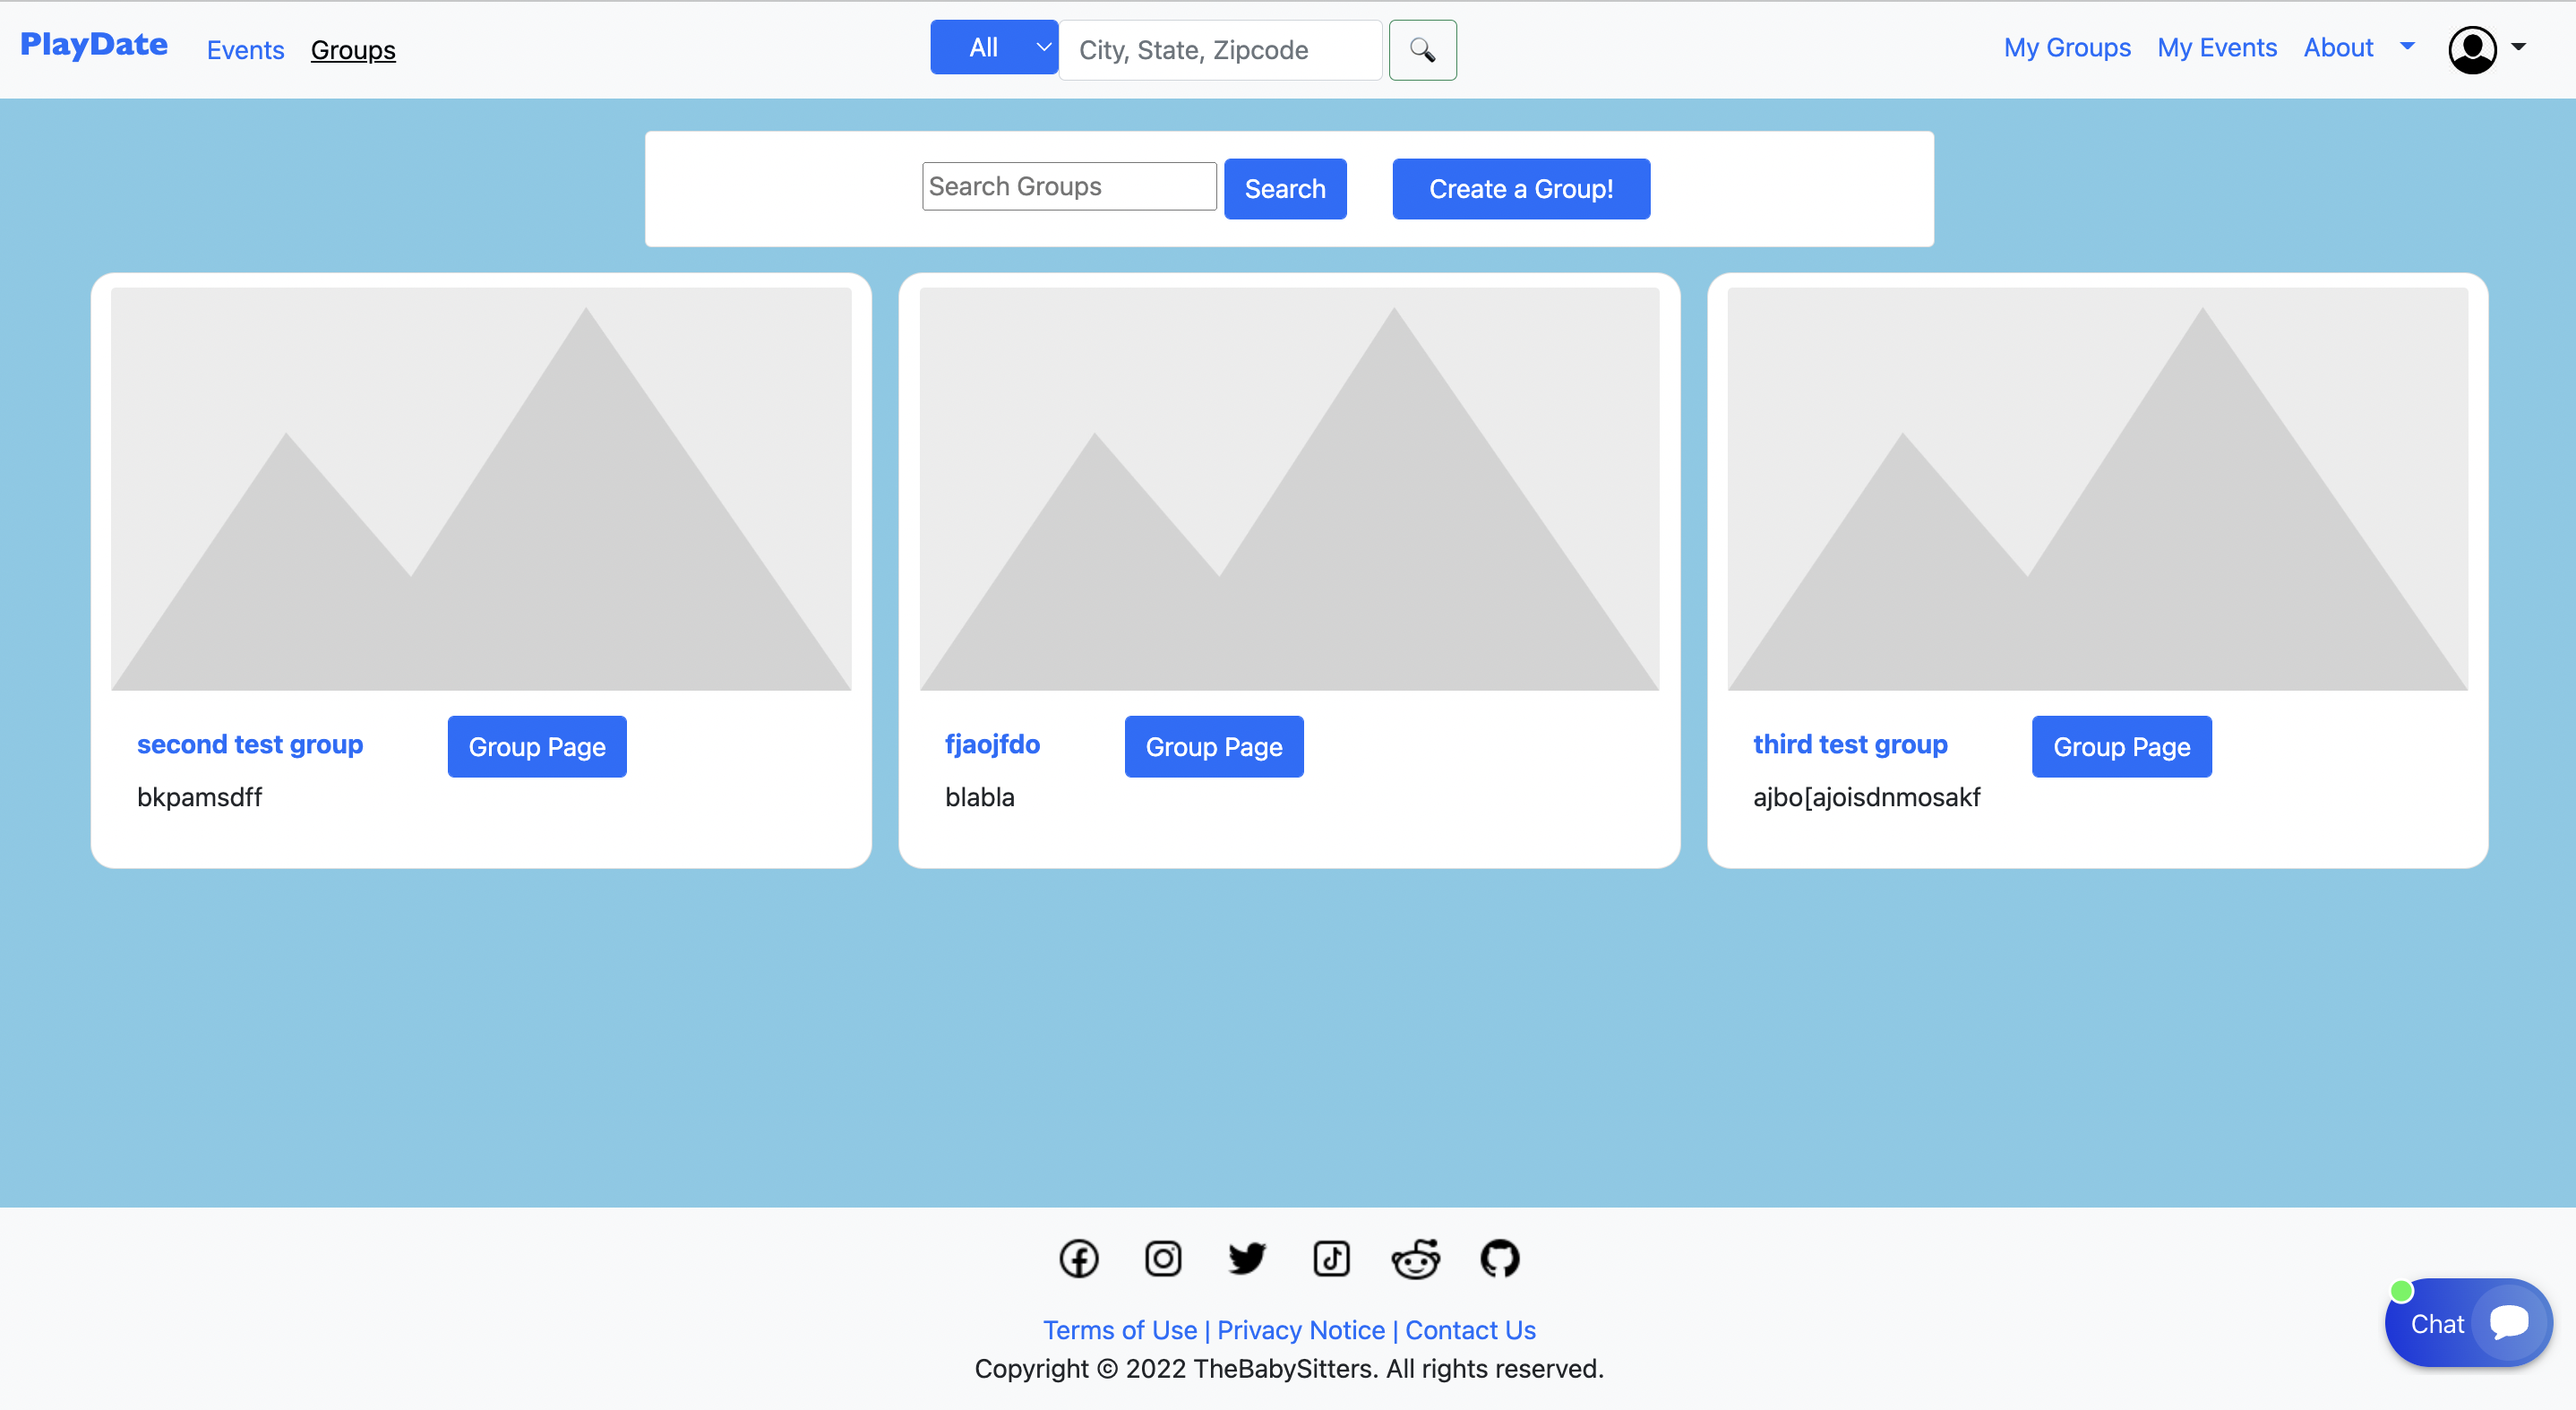 PlayDate Events Groups All City, State, Zipcode My Groups My Events About
Search Groups Search Create a Group!
second test group Group Page
bkpamsdff
fjaojfdo Group Page
blabla
third test group Group Page
ajbo[ajoisdnmosakf
Terms of Use | Privacy Notice | Contact Us
Copyright © 2022 TheBabySitters. All rights reserved.
Chat